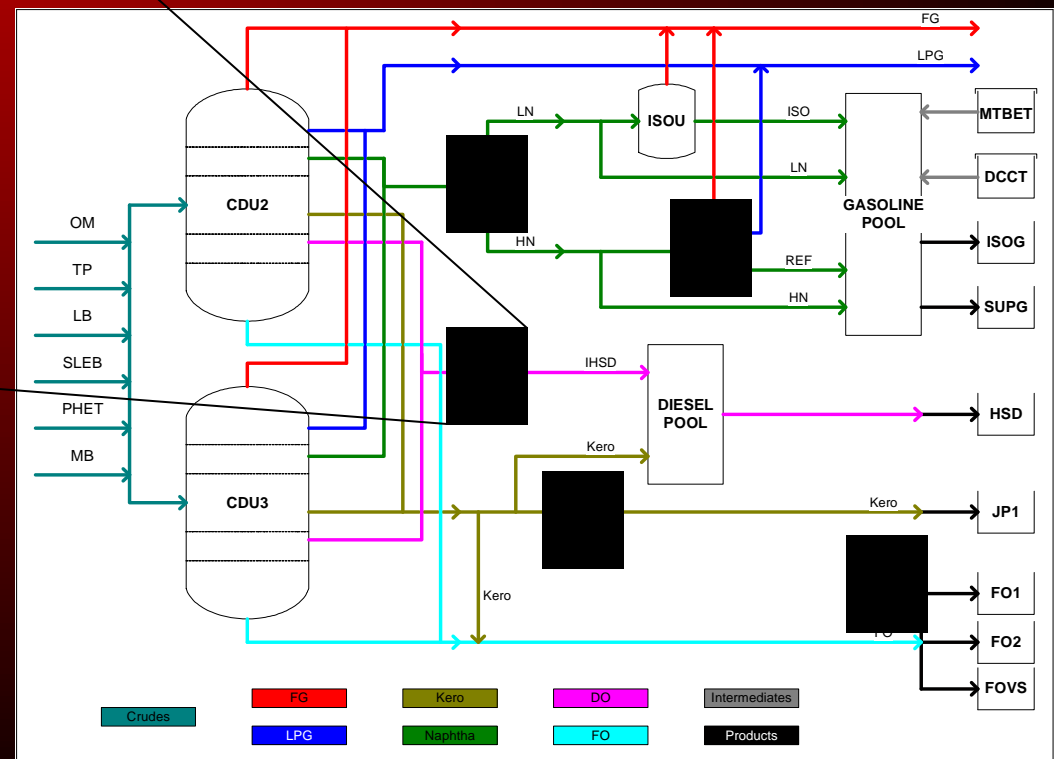 FG
LPG
LN
ISOU
ISO
MTBET
LN
DCCT
CDU2
GASOLINE
POOL
OM
HN
ISOG
TP
REF
HN
SUPG
LB
SLEB
IHSD
DIESEL
POOL
HSD
PHET
Kero
MB
CDU3
Kero
JP1
Kero
FO1
FO2
FOVS
Crudes
FG
Kero
DO
Intermediates
LPG
Naphtha
FO
Products